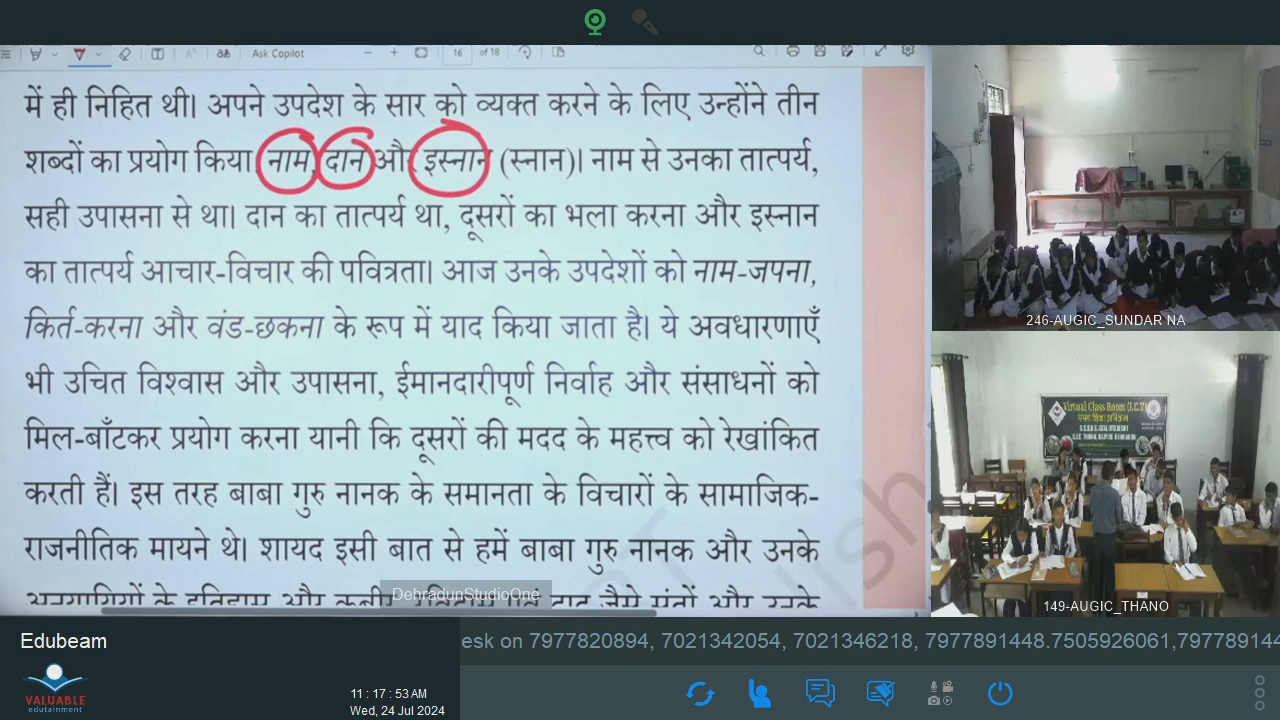 Ask Copilot
16 of 18
में ही निहित थी। अपने उपदेश के सार को व्यक्त करने के लिए उन्होंने तीन
शब्दों का प्रयोग किया नाम, दान और इस्नान (स्नान)। नाम से उनका तात्पर्य,
सही उपासना से था। दान का तात्पर्य था, दूसरों का भला करना और इस्नान
का तात्पर्य आचार-विचार की पवित्रता। आज उनके उपदेशों को नाम-जपना,
किर्त-करना और वंड-छकना के रूप में याद किया जाता है। ये अवधारणाएँ
भी उचित विश्वास और उपासना, ईमानदारीपूर्ण निर्वाह और संसाधनों को
मिल-बाँटकर प्रयोग करना यानी कि दूसरों की मदद के महत्त्व को रेखांकित
करती हैं। इस तरह बाबा गुरु नानक के समानता के विचारों के सामाजिक-
राजनीतिक मायने थे। शायद इसी बात से हमें बाबा गुरु नानक और उनके
DehradunStudioOne
246-AUGIC_SUNDAR NA
Virtual Class Room (I.C.T)
149-AUGIC_THANO
Edubeam
esk on 7977820894, 7021342054, 7021346218, 7977891448.7505926061,797789144
VALUABLE
edutainment
11 : 17 : 53 AM
Wed, 24 Jul 2024